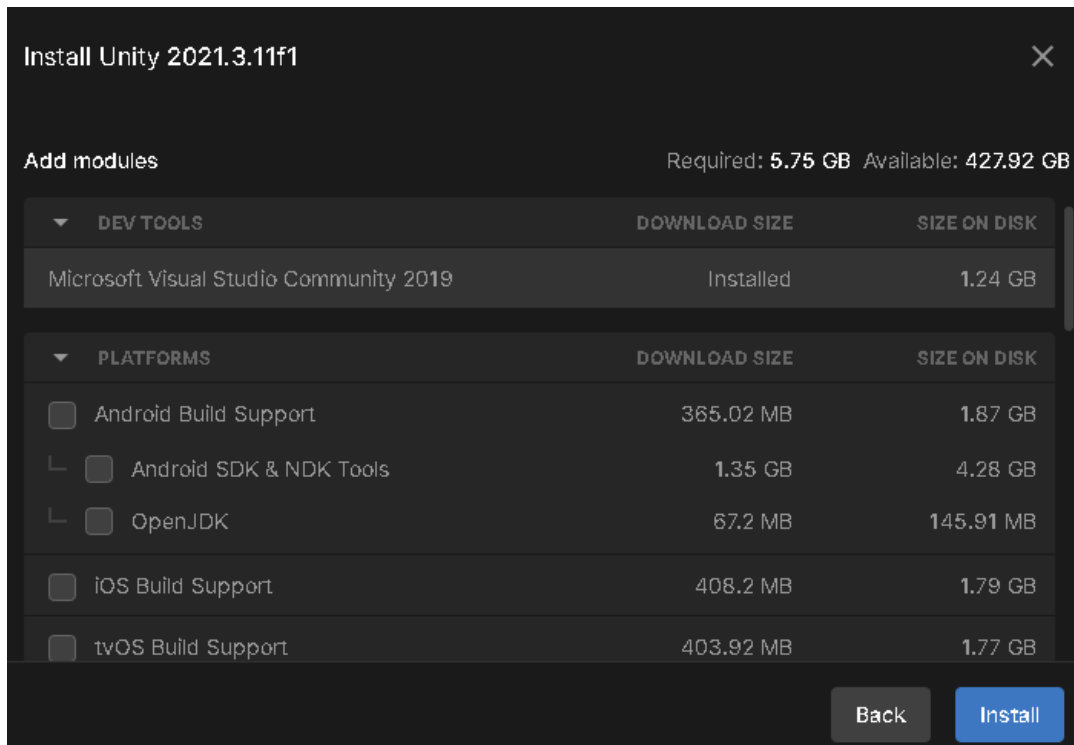 Install Unity 2021.3.11f1
Add modules Required: 5.75 GB Available: 427.92 GB
DEV TOOLS DOWNLOAD SIZE SIZE ON DISK
Microsoft Visual Studio Community 2019 Installed 1.24 GB
PLATFORMS DOWNLOAD SIZE SIZE ON DISK
Android Build Support 365.02 MB 1.87 GB
Android SDK & NDK Tools 1.35 GB 4.28 GB
OpenJDK 67.2 MB 145.91 MB
iOS Build Support 408.2 MB 1.79 GB
tvOS Build Support 403.92 MB 1.77 GB
Back Install